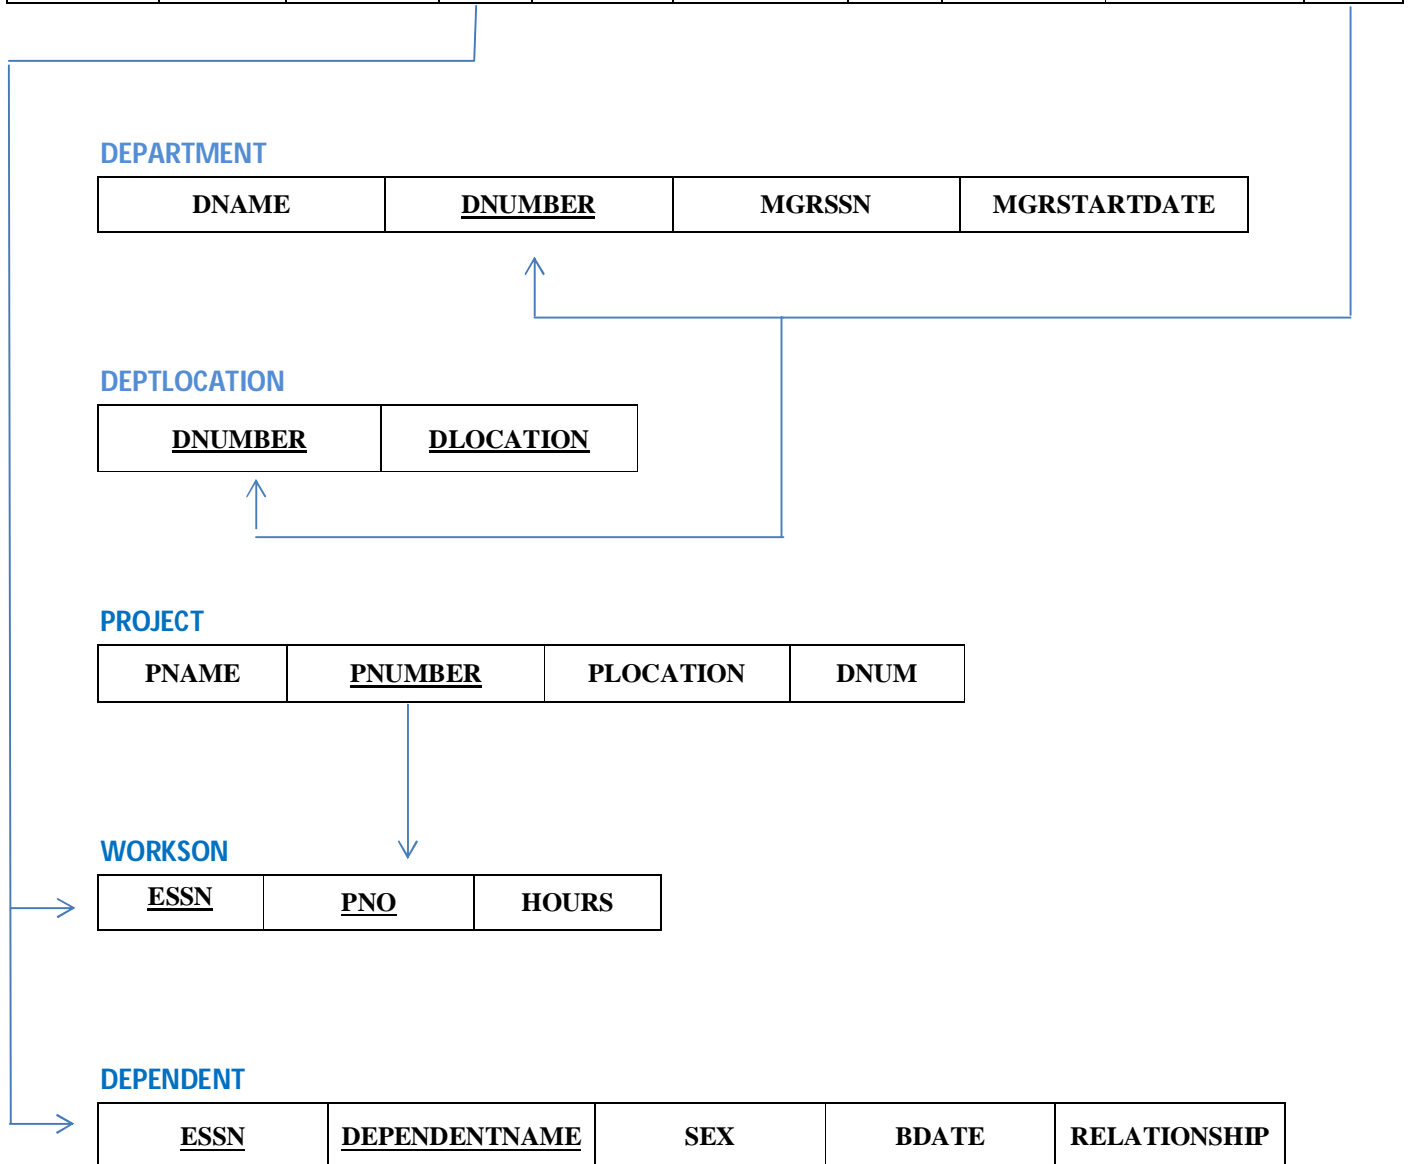 DEPARTMENT
DNAME DNUMBER MGRSSN MGRSTARTDATE
DEPTLOCATION
DNUMBER DLOCATION
PROJECT
PNAME PNUMBER PLOCATION DNUM
WORKSON
ESSN PNO HOURS
DEPENDENT
ESSN DEPENDENTNAME SEX BDATE RELATIONSHIP